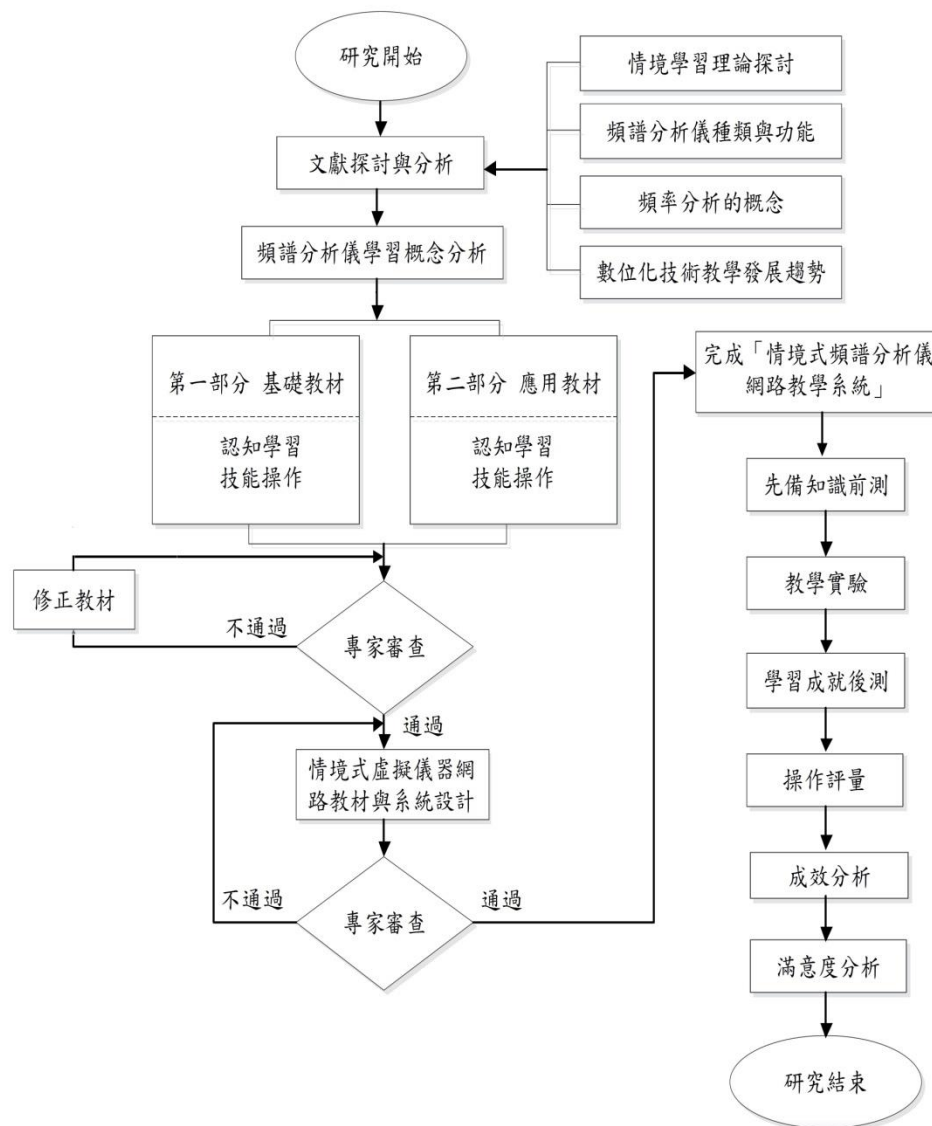 研究開始
文獻探討與分析
情境學習理論探討
頻譜分析儀種類與功能
頻率分析的概念
數位化技術教學發展趨勢
頻譜分析儀學習概念分析
第一部分 基礎教材
認知學習
技能操作
第二部分 應用教材
認知學習
技能操作
修正教材
不通過
專家審查
通過
情境式虛擬儀器網
路教材與系統設計
不通過
專家審查
通過
完成「情境式頻譜分析儀
網路教學系統」
先備知識前測
教學實驗
學習成就後測
操作評量
成效分析
滿意度分析
研究結束